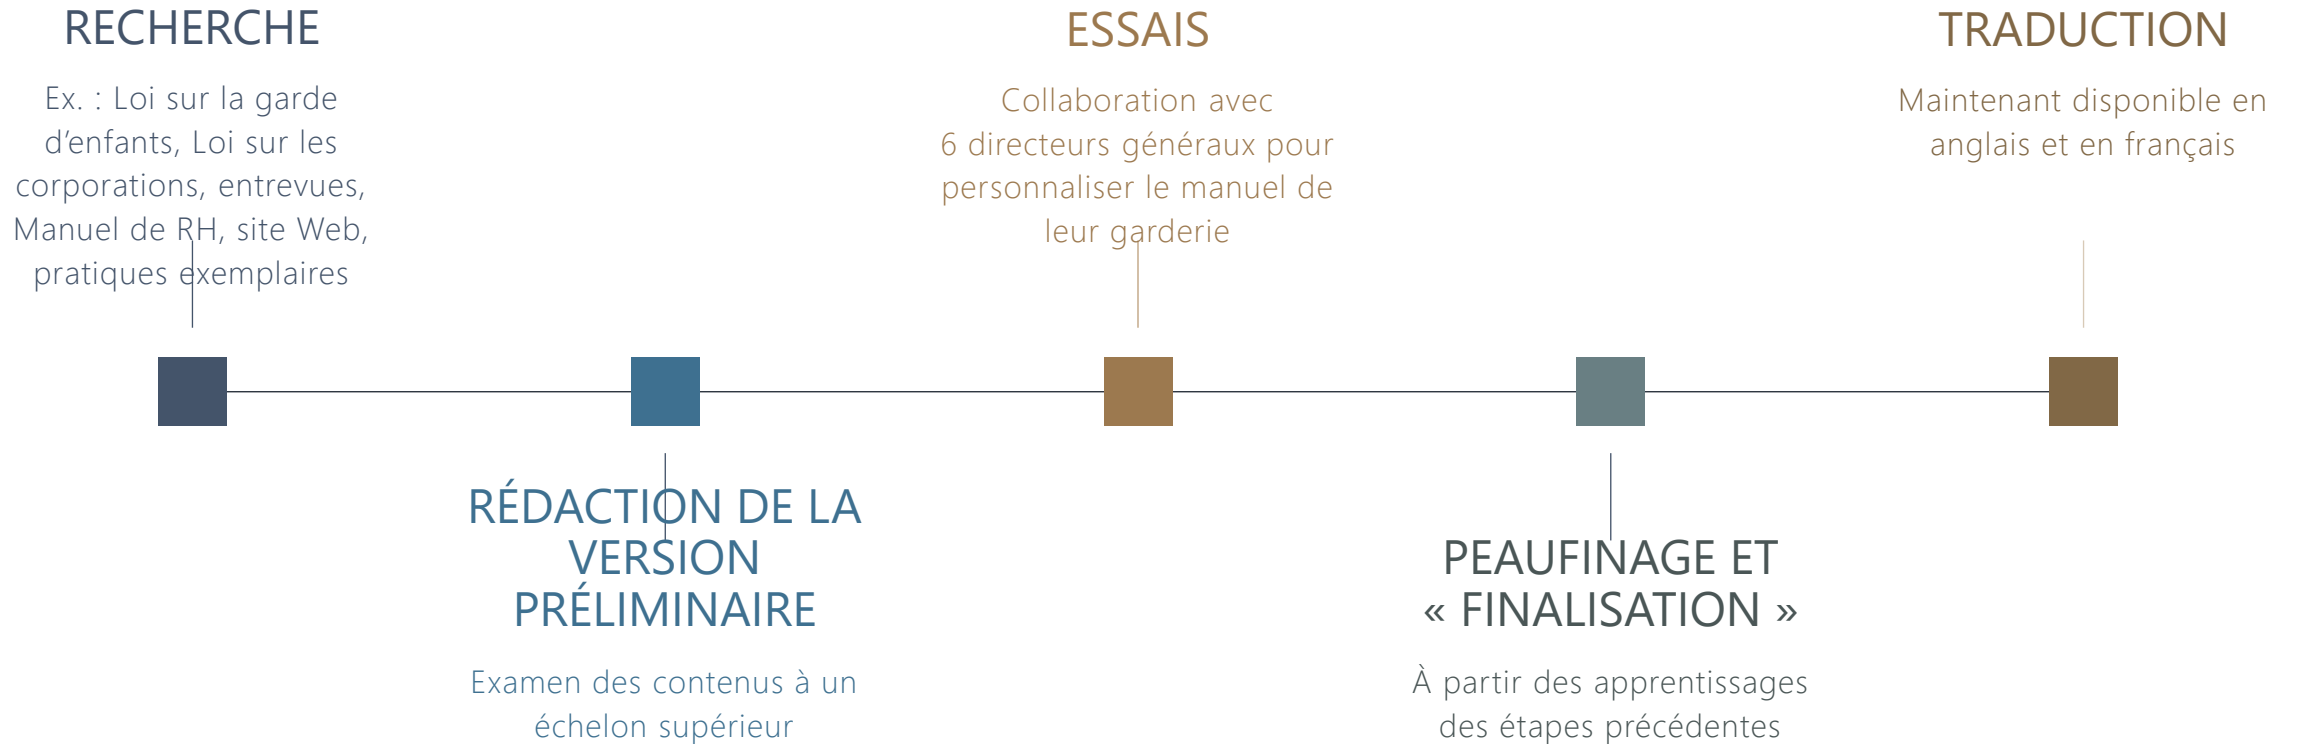 RECHERCHE
Ex. : Loi sur la garde
d’enfants, Loi sur les
corporations, entrevues,
Manuel de RH, site Web,
pratiques exemplaires
RÉDACTION DE LA
VERSION
PRÉLIMINAIRE
Examen des contenus à un
échelon supérieur
ESSAIS
Collaboration avec
6 directeurs généraux pour
personnaliser le manuel de
leur garderie
PEAUFINAGE ET
« FINALISATION »
À partir des apprentissages
des étapes précédentes
TRADUCTION
Maintenant disponible en
anglais et en français